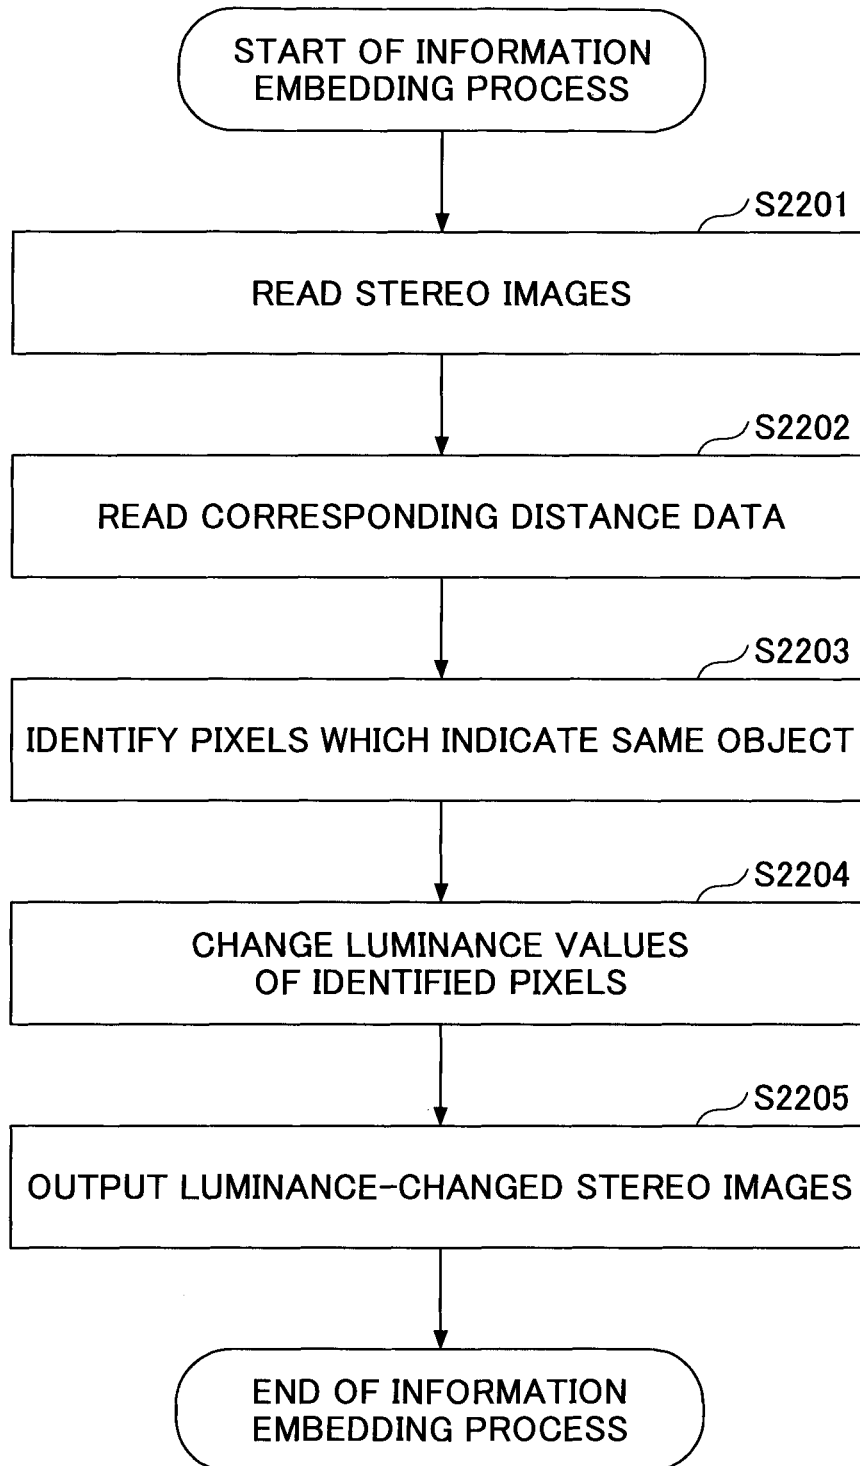 START OF INFORMATION
EMBEDDING PROCESS
S2201
READ STEREO IMAGES
S2202
READ CORRESPONDING DISTANCE DATA
S2203
IDENTIFY PIXELS WHICH INDICATE SAME OBJECT
S2204
CHANGE LUMINANCE VALUES
OF IDENTIFIED PIXELS
S2205
OUTPUT LUMINANCE-CHANGED STEREO IMAGES
END OF INFORMATION
EMBEDDING PROCESS